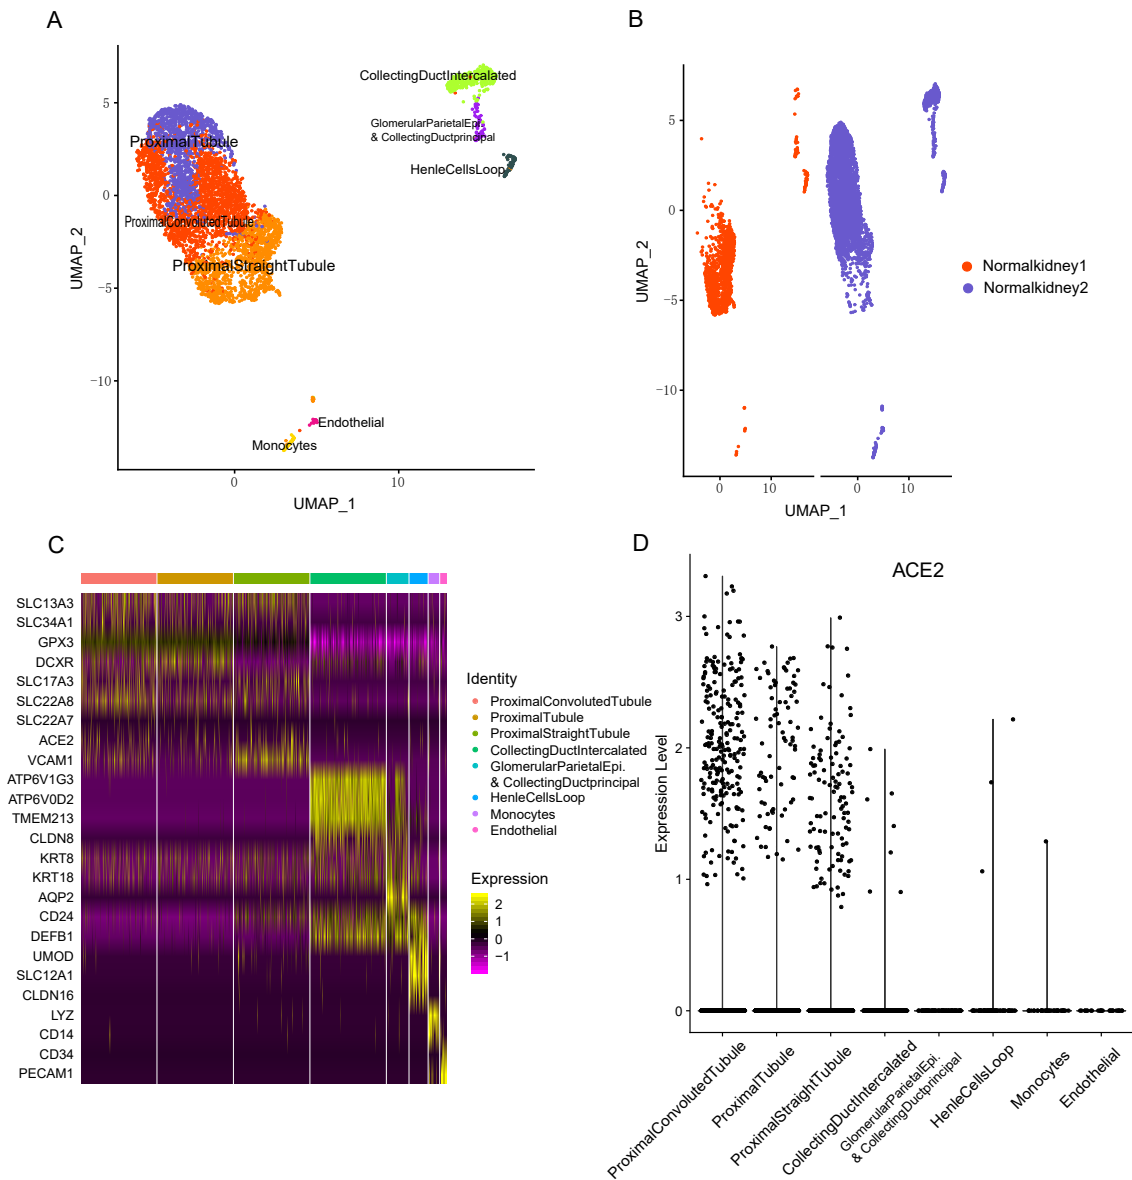 A
5
0
−5
−10
UMAP_2
CollectingDuctIntercalated
GlomerularParietalEpi.
& CollectingDuctprincipal
HenleCellsLoop
ProximalTubule
ProximalConvolutedTubule
ProximalStraightTubule
Endothelial
Monocytes
0
10
UMAP_1
B
5
0
−5
−10
UMAP_2
0
10
0
10
UMAP_1
Normalkidney1
Normalkidney2
C
SLC13A3
SLC34A1
GPX3
DCXR
SLC17A3
SLC22A8
SLC22A7
ACE2
VCAM1
ATP6V1G3
ATP6V0D2
TMEM213
CLDN8
KRT8
KRT18
AQP2
CD24
DEFB1
UMOD
SLC12A1
CLDN16
LYZ
CD14
CD34
PECAM1
Identity
ProximalConvolutedTubule
ProximalTubule
ProximalStraightTubule
CollectingDuctIntercalated
GlomerularParietalEpi.
& CollectingDuctprincipal
HenleCellsLoop
Monocytes
Endothelial
Expression
2
1
0
−1
D
ACE2
3
2
1
0
Expression Level
ProximalConvolutedTubule
ProximalTubule
ProximalStraightTubule
CollectingDuctIntercalated
GlomerularParietalEpi.
& CollectingDuctprincipal
HenleCellsLoop
Monocytes
Endothelial